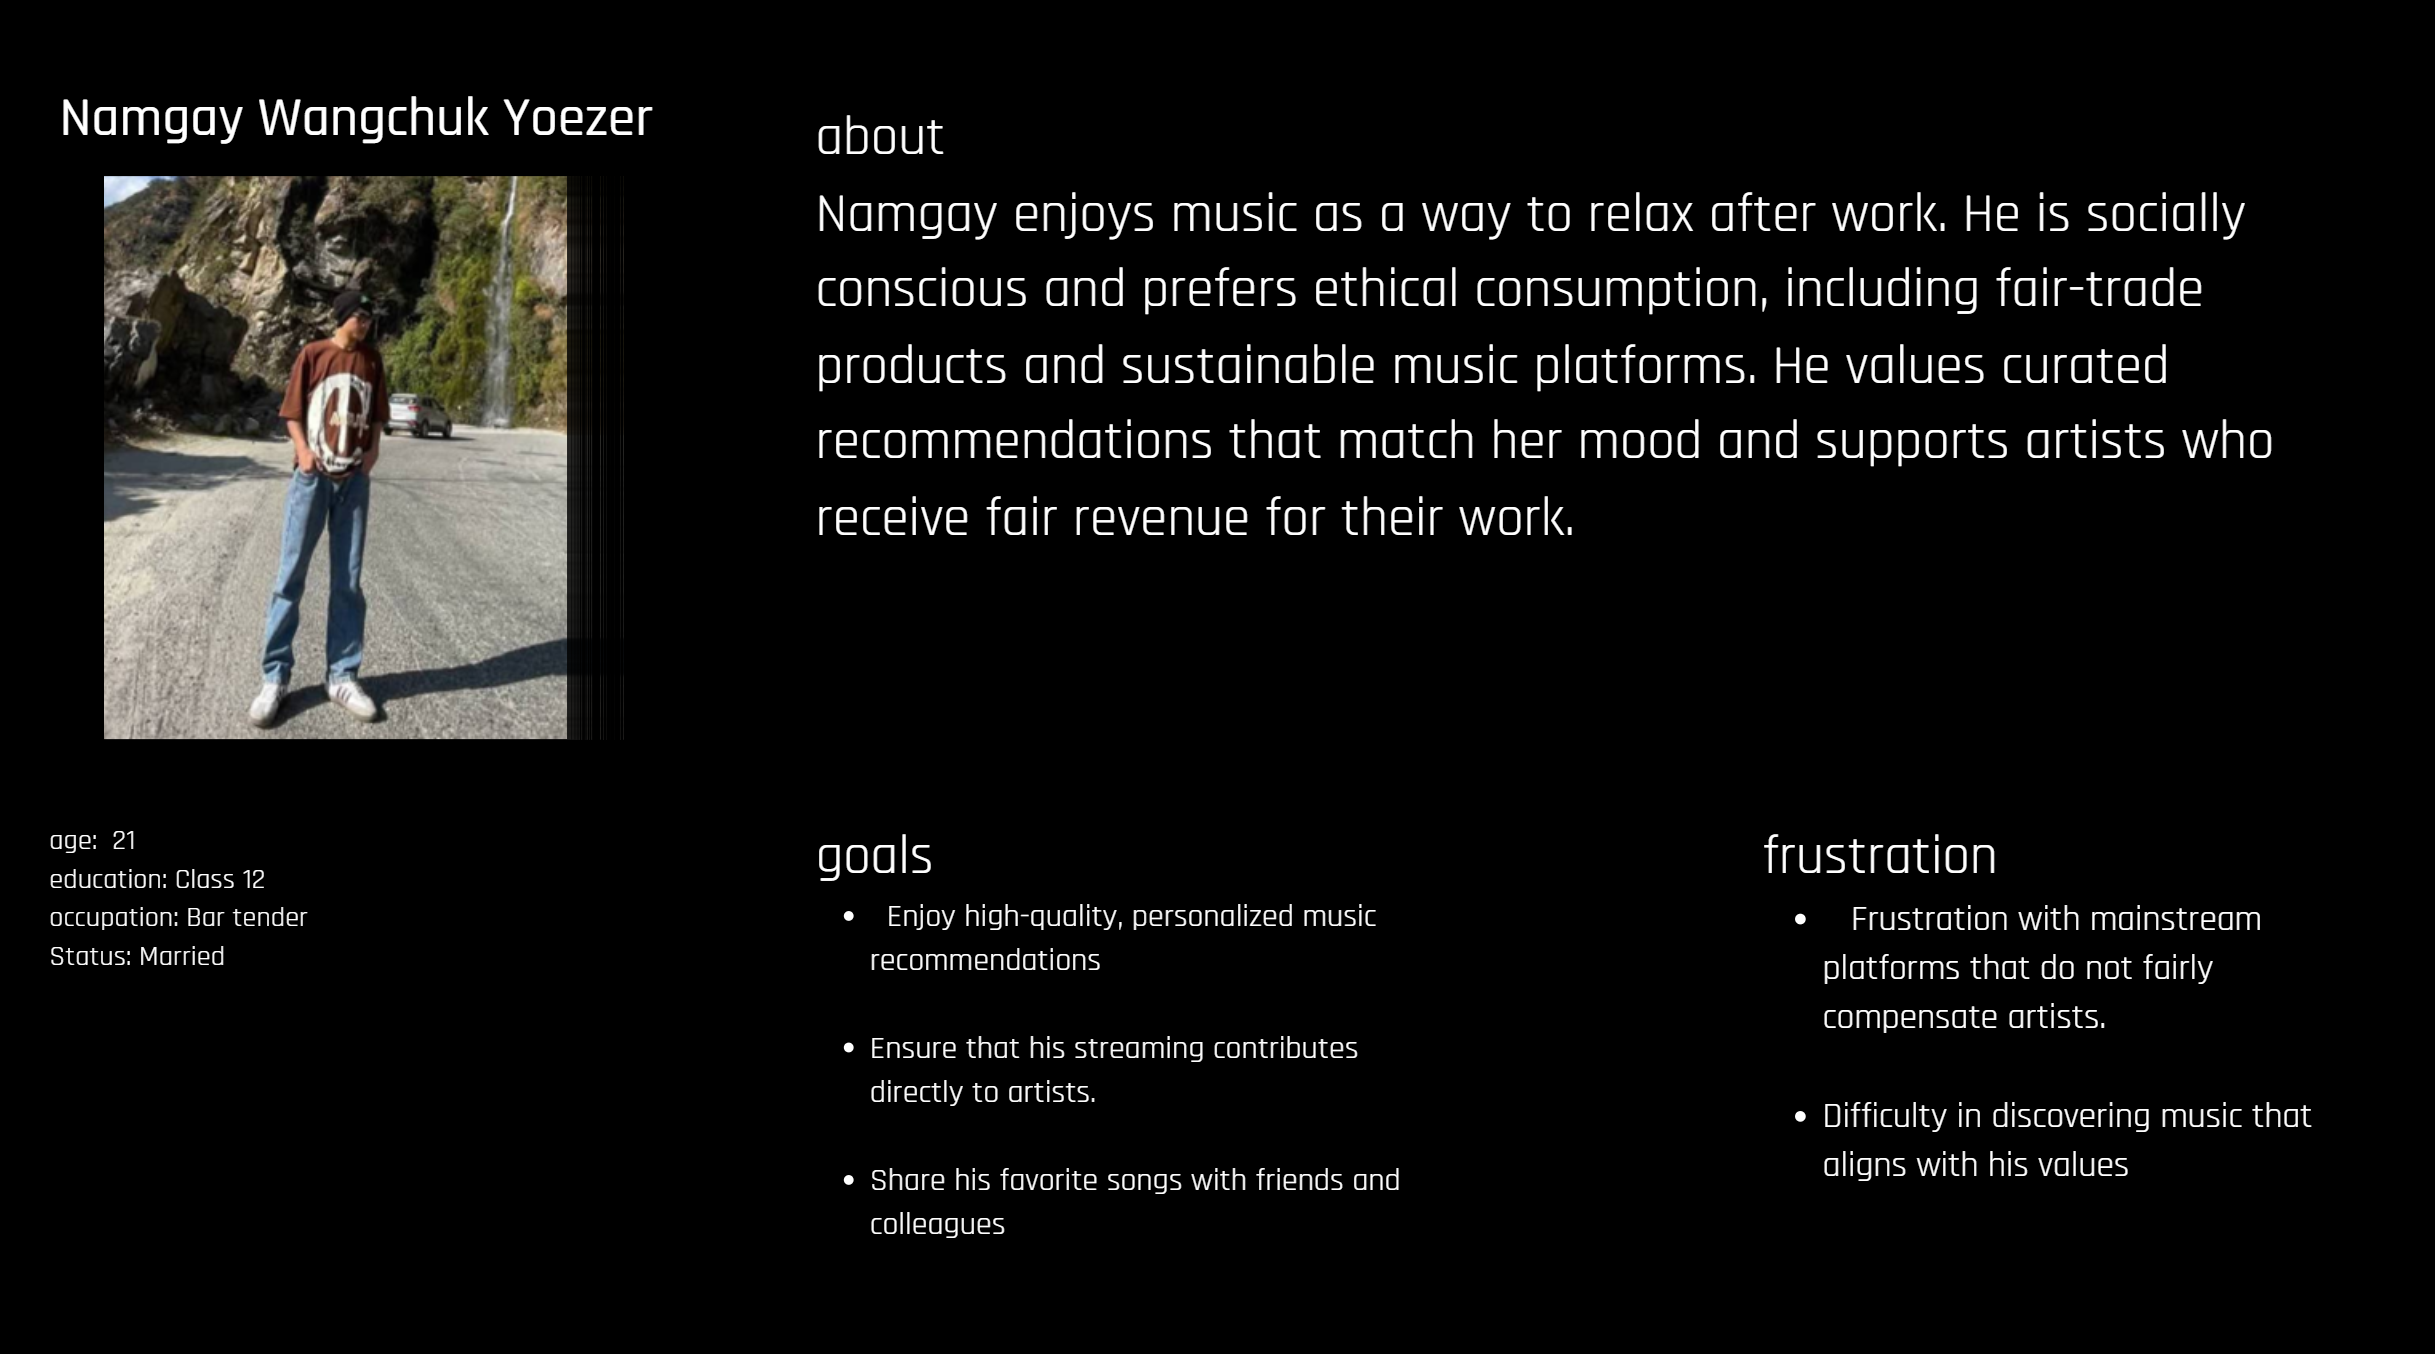 Namgay Wangchuk Yoezer
about
Namgay enjoys music as a way to relax after work. He is socially
conscious and prefers ethical consumption, including fair-trade
products and sustainable music platforms. He values curated
recommendations that match her mood and supports artists who
receive fair revenue for their work.
age: 21
education: Class 12
occupation: Bar tender
Status: Married
goals
• Enjoy high-quality, personalized music
recommendations
• Ensure that his streaming contributes
directly to artists.
• Share his favorite songs with friends and
colleagues
frustration
• Frustration with mainstream
platforms that do not fairly
compensate artists.
• Difficulty in discovering music that
aligns with his values